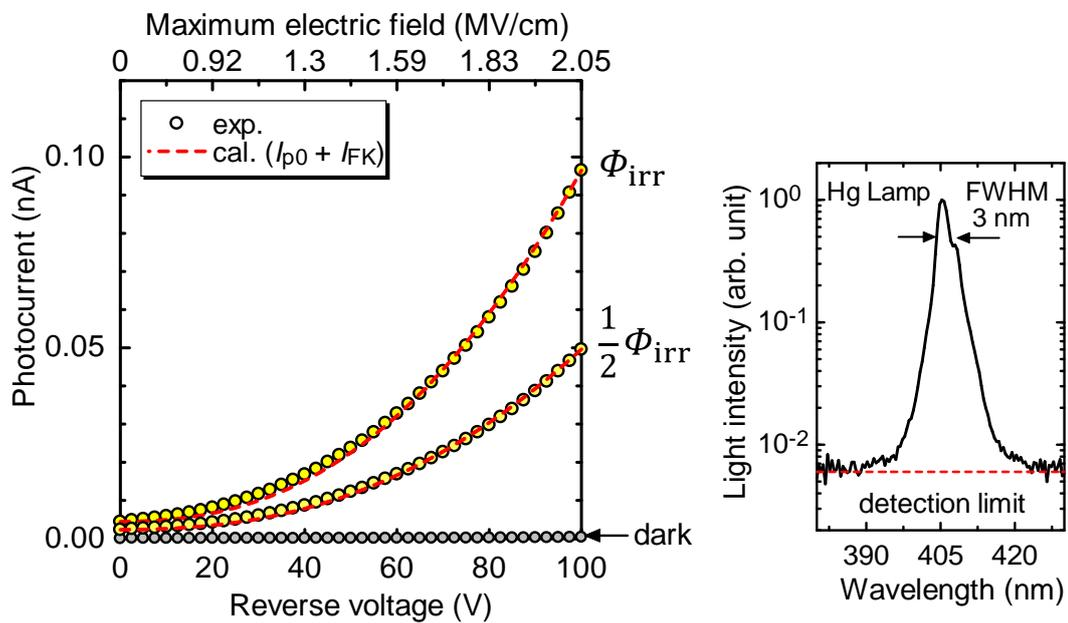 Maximum electric field (MV/cm)
0 0.92 1.3 1.59 1.83 2.05
exp.
cal. (Ip0 + IFK)
Photocurrent (nA)
0.10
0.05
0.00
Φirr
1/2 Φirr
dark
0 20 40 60 80 100
Reverse voltage (V)
Light intensity (arb. unit)
10^0
10^-1
10^-2
Hg Lamp
FWHM
3 nm
detection limit
390 405 420
Wavelength (nm)